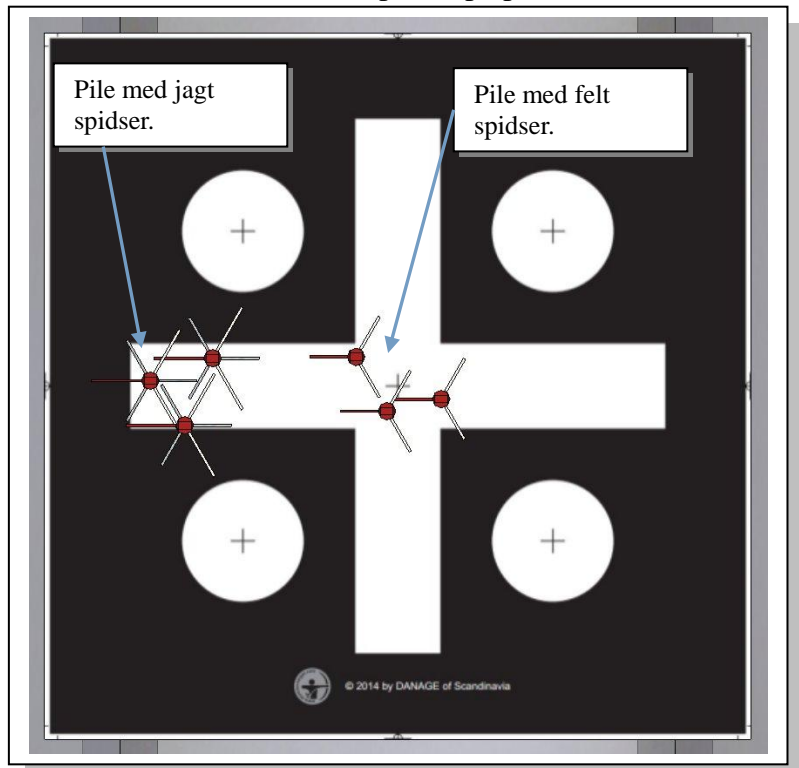 Pile med jagt
spidser.
Pile med felt
spidser.
© 2014 by DANAGE of Scandinavia